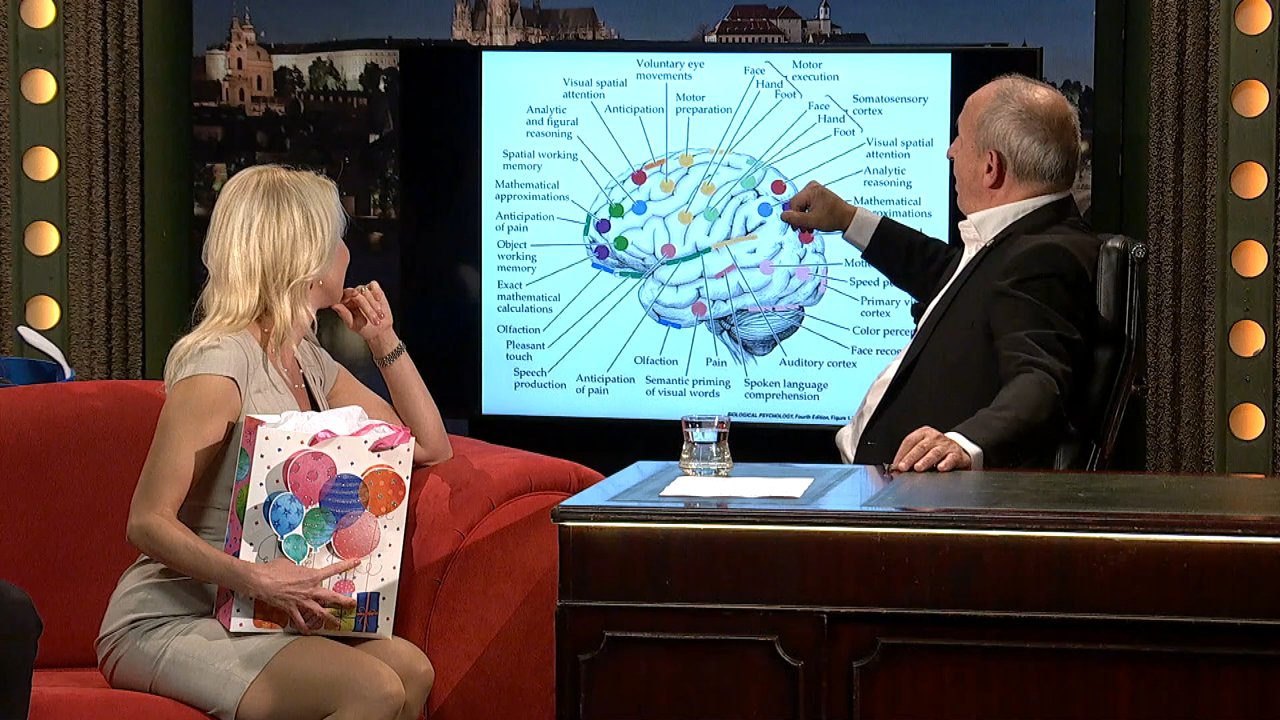 Voluntary eye
movements
Motor
execution
Face
Hand
Foot
Visual spatial
attention
Anticipation
Motor
preparation
Face
Hand
Foot
Somatosensory
cortex
Analytic
and figural
reasoning
Visual spatial
attention
Spatial working
memory
Analytic
reasoning
Mathematical
approximations
Mathematical
Anticipation
of pain
Object
working
memory
Exact
mathematical
calculations
Speed
Primary
cortex
Olfaction
Color
Pleasant
touch
Face
Speech
production
Anticipation
of pain
Olfaction
Semantic priming
of visual words
Pain
Spoken language
comprehension
Auditory cortex
BIOLOGICAL PSYCHOLOGY, Fourth Edition, Figure